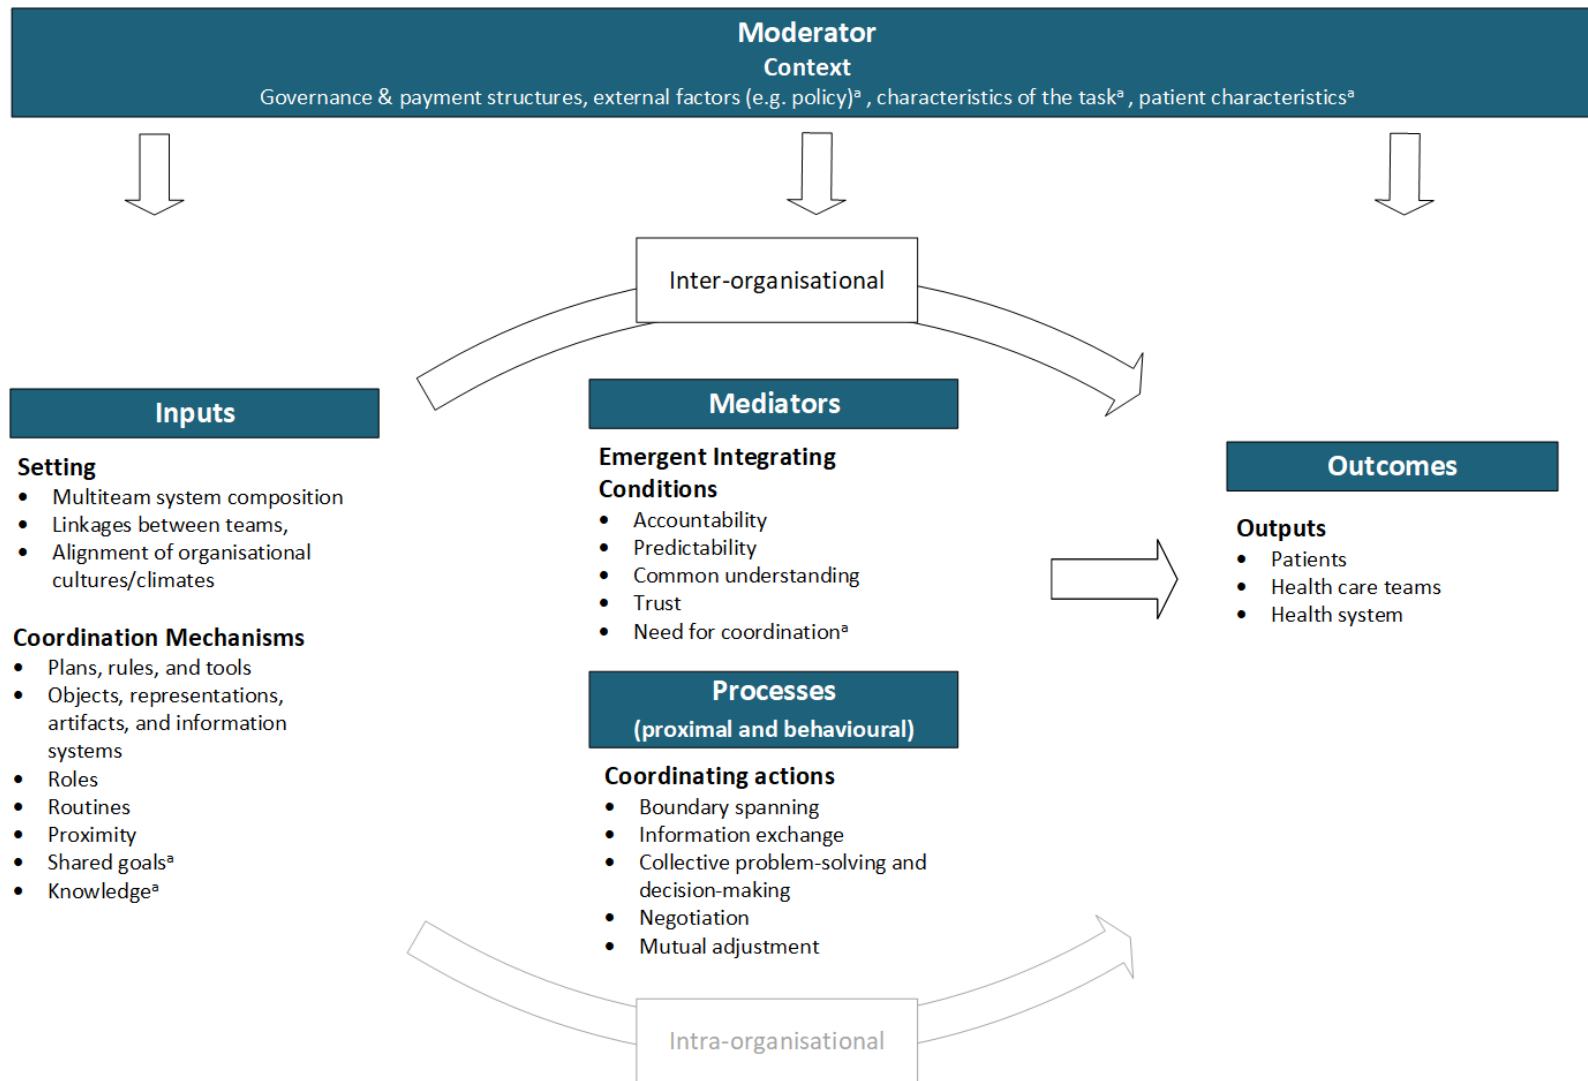 Moderator
Context
Governance & payment structures, external factors (e.g. policy)ᵃ , characteristics of the taskᵃ , patient characteristicsᵃ
Inter-organisational
Inputs
Setting
• Multiteam system composition
• Linkages between teams,
• Alignment of organisational
cultures/climates
Coordination Mechanisms
• Plans, rules, and tools
• Objects, representations,
artifacts, and information
systems
• Roles
• Routines
• Proximity
• Shared goalsᵃ
• Knowledgeᵃ
Mediators
Emergent Integrating
Conditions
• Accountability
• Predictability
• Common understanding
• Trust
• Need for coordinationᵃ
Processes
(proximal and behavioural)
Coordinating actions
• Boundary spanning
• Information exchange
• Collective problem-solving and
decision-making
• Negotiation
• Mutual adjustment
Outcomes
Outputs
• Patients
• Health care teams
• Health system
Intra-organisational